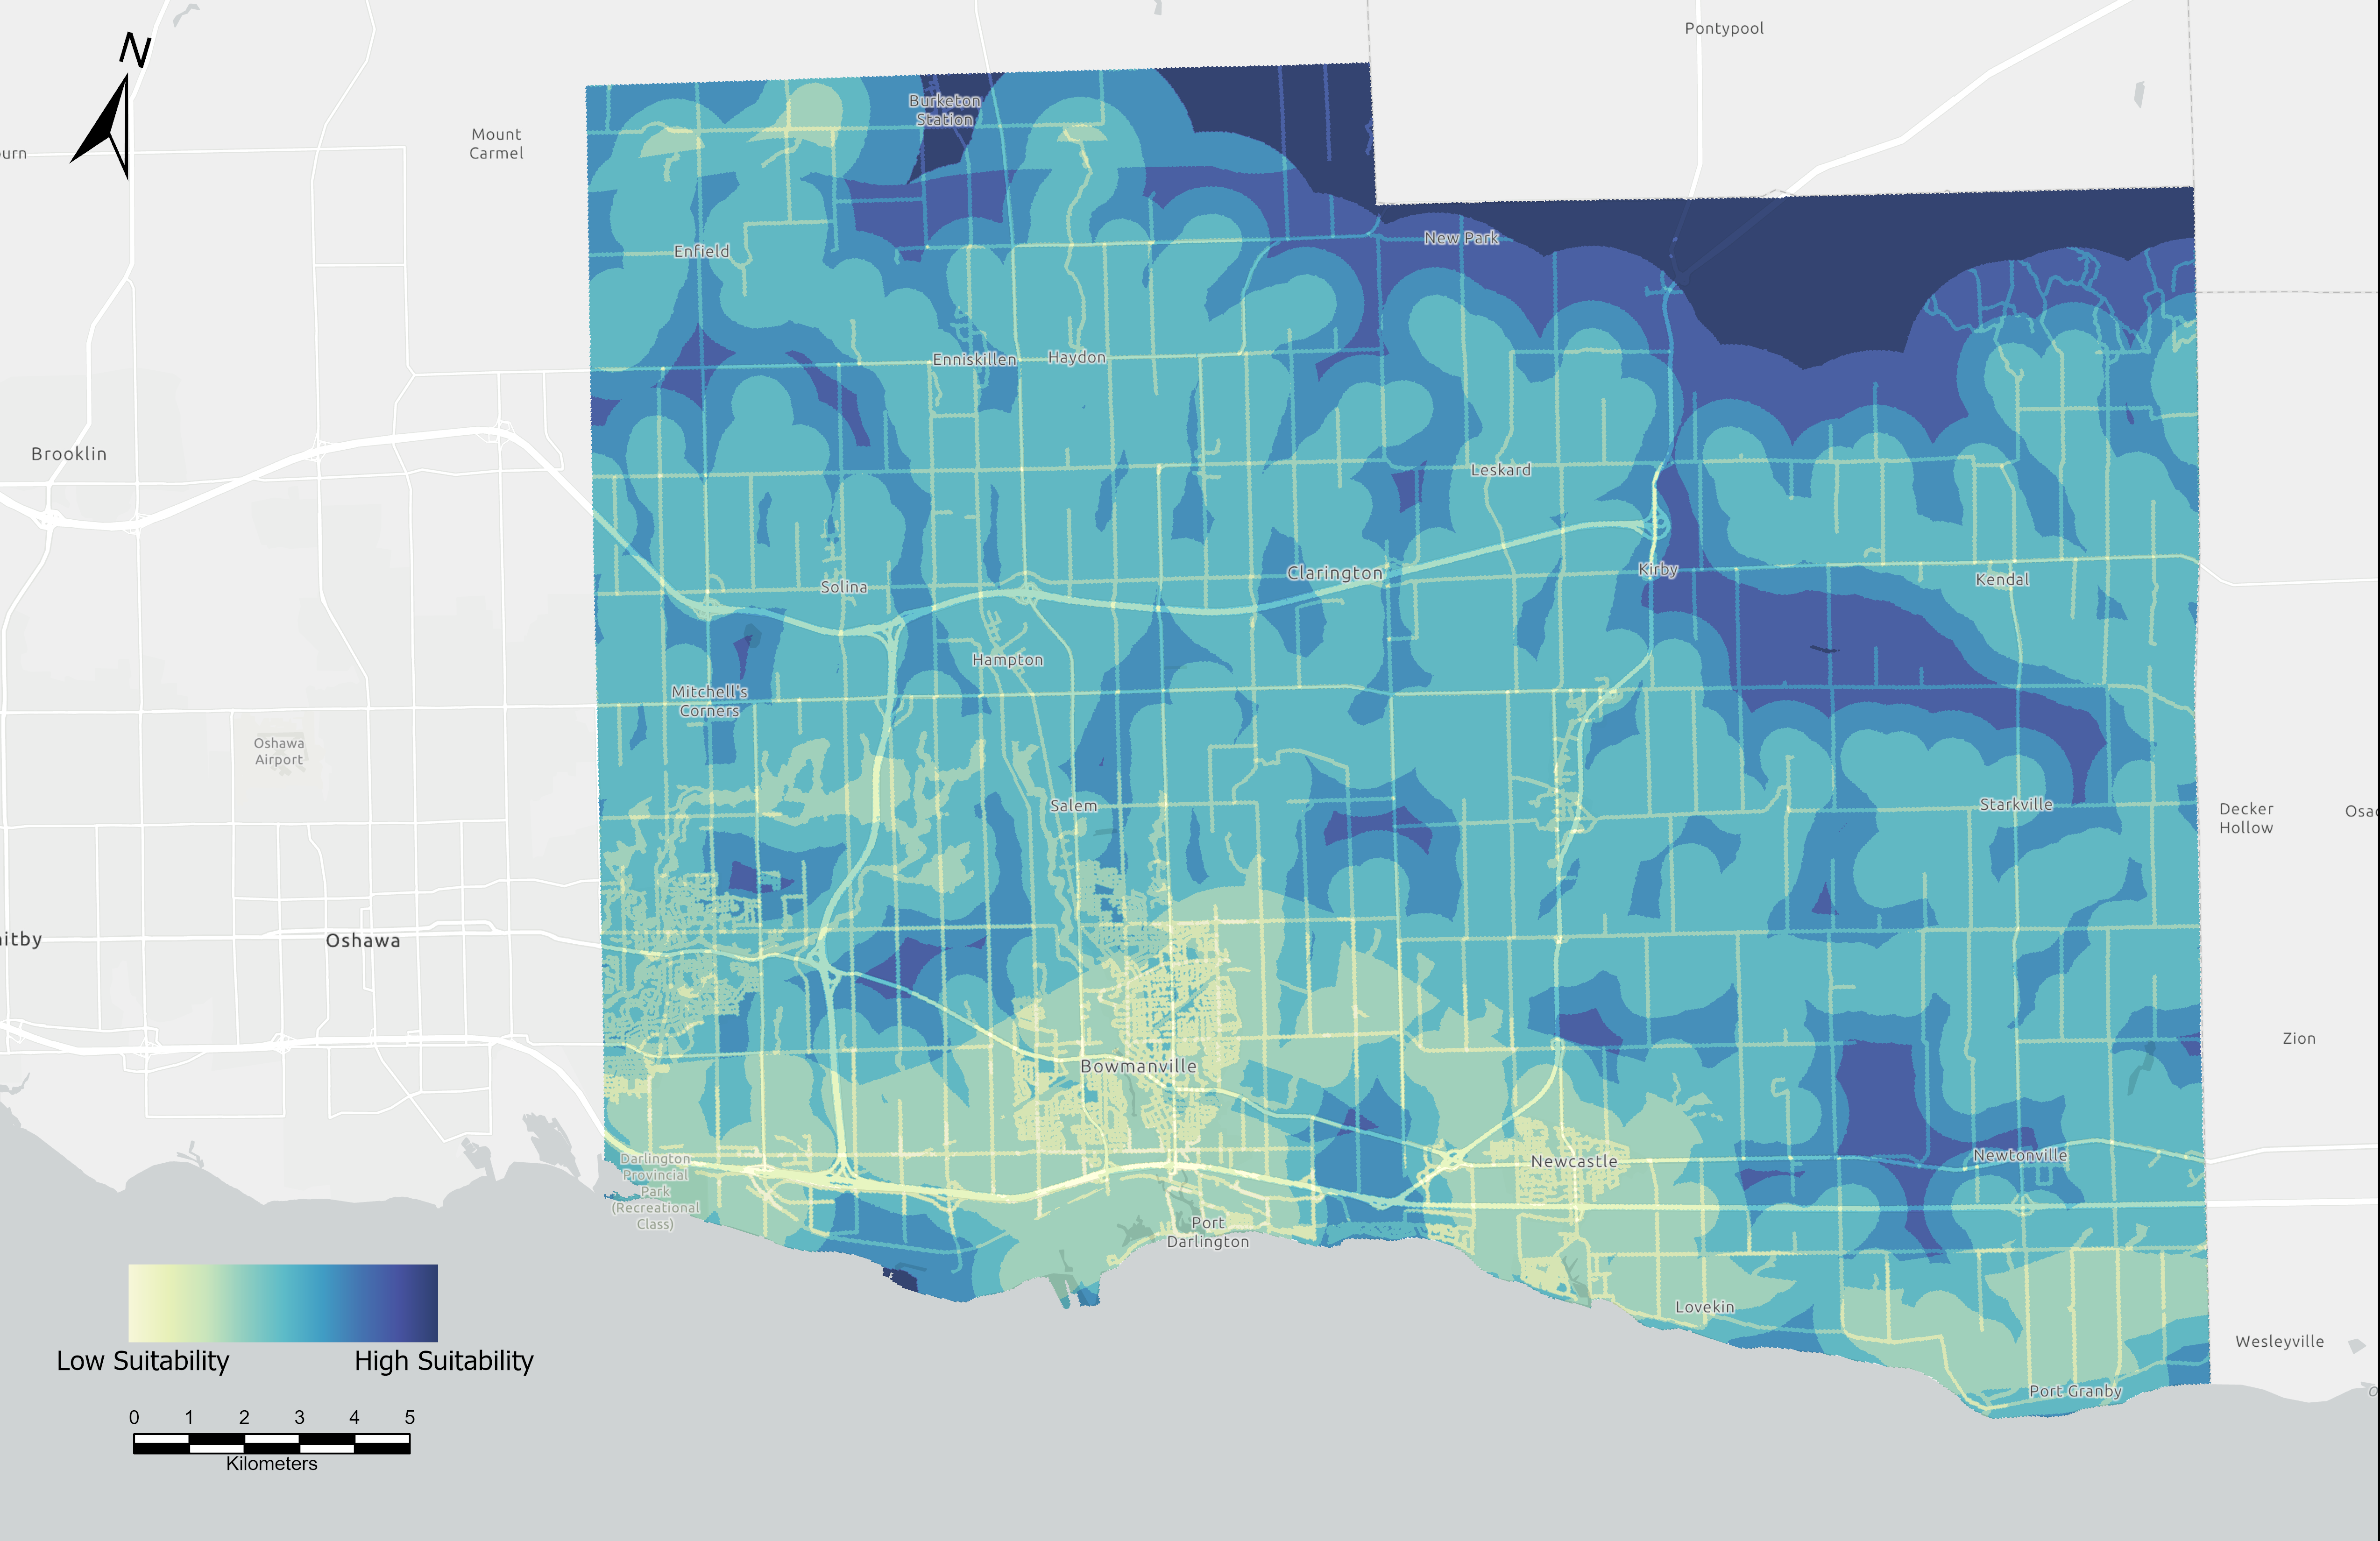 N
Pontypool
Burketon
Station
Mount
Carmel
urn
New Park
Enfield
Enniskillen
Haydon
Brooklin
Leskard
Clarington
Kirby
Kendal
Solina
Hampton
Mitchell's
Corners
Oshawa
Airport
Salem
Starkville
Decker
Hollow
Osac
itby
Oshawa
Zion
Bowmanville
Newtonville
Newcastle
Darlington
Provincial
Park
(Recreational
Class)
Port
Darlington
Lovekin
Wesleyville
Port Granby
Low Suitability
High Suitability
0 1 2 3 4 5
Kilometers